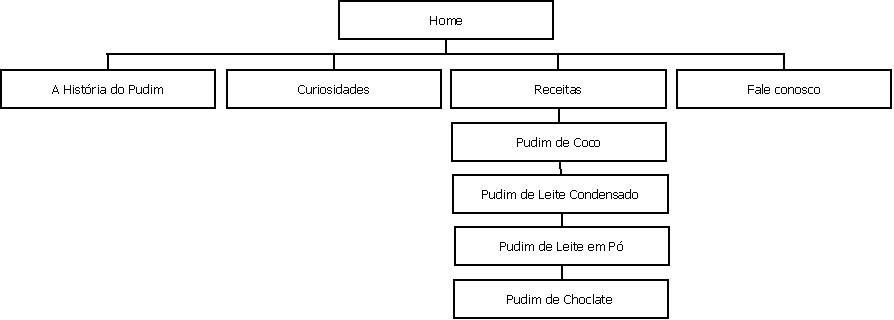 Home
A História do Pudim
Curiosidades
Receitas
Fale conosco
Pudim de Coco
Pudim de Leite Condensado
Pudim de Leite em Pó
Pudim de Choclate